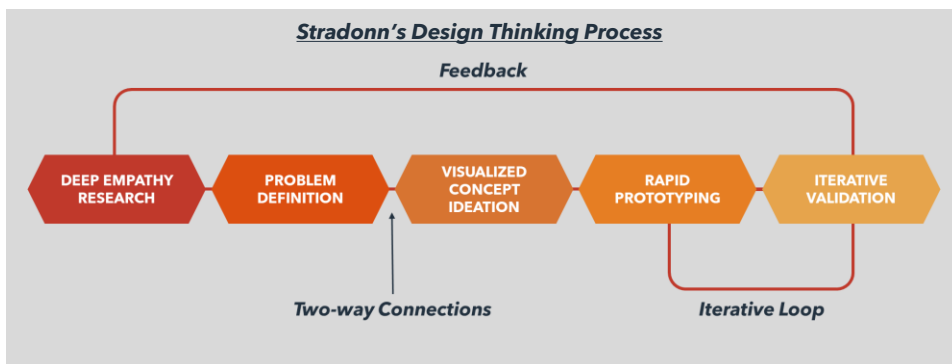 Stradonn's Design Thinking Process
Feedback
DEEP EMPATHY
RESEARCH
PROBLEM
DEFINITION
VISUALIZED
CONCEPT
IDEATION
RAPID
PROTOTYPING
ITERATIVE
VALIDATION
Two-way Connections
Iterative Loop